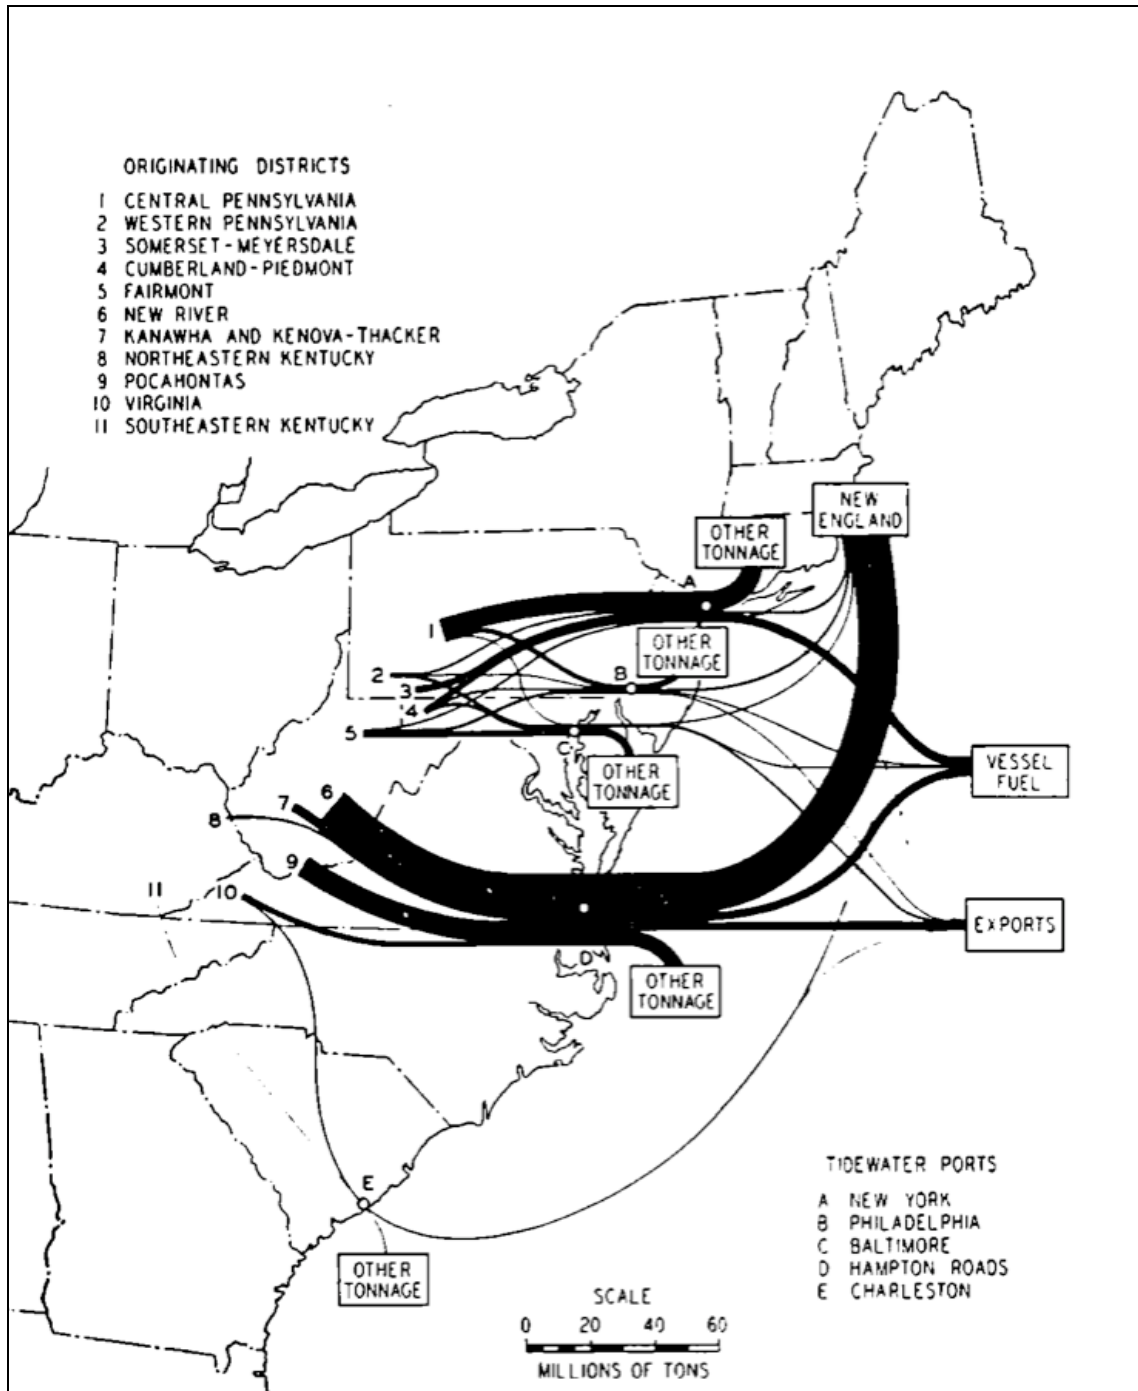 ORIGINATING DISTRICTS
1 CENTRAL PENNSYLVANIA
2 WESTERN PENNSYLVANIA
3 SOMERSET-MEYERSDALE
4 CUMBERLAND-PIEDMONT
5 FAIRMONT
6 NEW RIVER
7 KANAWHA AND KENOVA-THACKER
8 NORTHEASTERN KENTUCKY
9 POCAHONTAS
10 VIRGINIA
11 SOUTHEASTERN KENTUCKY
NEW
ENGLAND
OTHER
TONNAGE
A
1
OTHER
TONNAGE
B
2
3
4
5
C
OTHER
TONNAGE
VESSEL
FUEL
6
7
8
9
10
11
EXPORTS
D
OTHER
TONNAGE
E
OTHER
TONNAGE
TIDEWATER PORTS
A NEW YORK
B PHILADELPHIA
C BALTIMORE
D HAMPTON ROADS
E CHARLESTON
SCALE
0 20 40 60
MILLIONS OF TONS